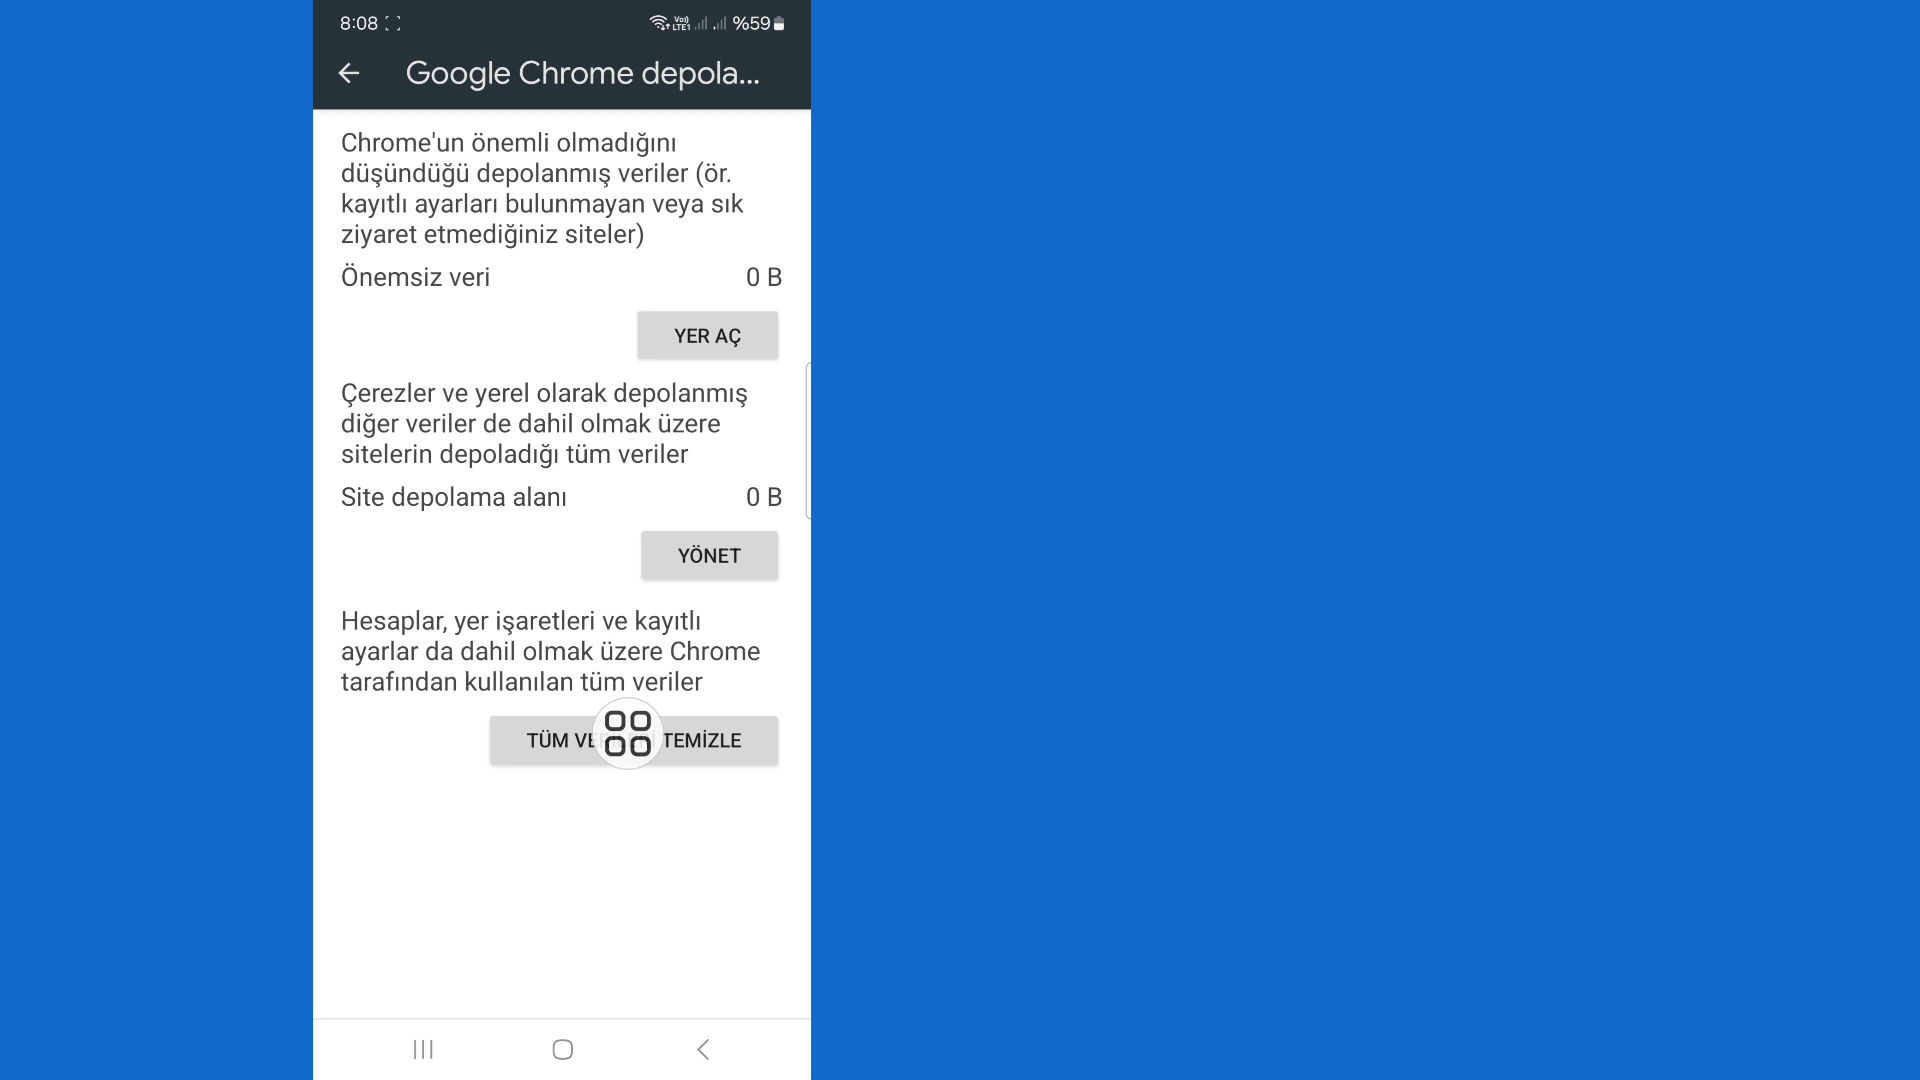 8:08 %59
Google Chrome depola...
Chrome'un önemli olmadığını
düşündüğü depolanmış veriler (ör.
kayıtlı ayarları bulunmayan veya sık
ziyaret etmediğiniz siteler)
Önemsiz veri 0 B
YER AÇ
Çerezler ve yerel olarak depolanmış
diğer veriler de dahil olmak üzere
sitelerin depoladığı tüm veriler
Site depolama alanı 0 B
YÖNET
Hesaplar, yer işaretleri ve kayıtlı
ayarlar da dahil olmak üzere Chrome
tarafından kullanılan tüm veriler
TÜM TEMİZLE